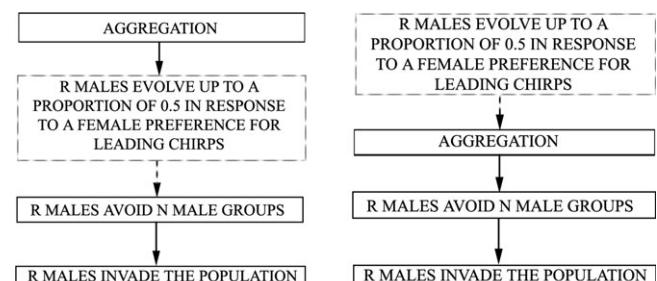 AGGREGATION
R MALES EVOLVE UP TO A
PROPORTION OF 0.5 IN RESPONSE
TO A FEMALE PREFERENCE FOR
LEADING CHIRPS
R MALES AVOID N MALE GROUPS
R MALES INVADE THE POPULATION
R MALES EVOLVE UP TO A
PROPORTION OF 0.5 IN RESPONSE
TO A FEMALE PREFERENCE FOR
LEADING CHIRPS
AGGREGATION
R MALES AVOID N MALE GROUPS
R MALES INVADE THE POPULATION